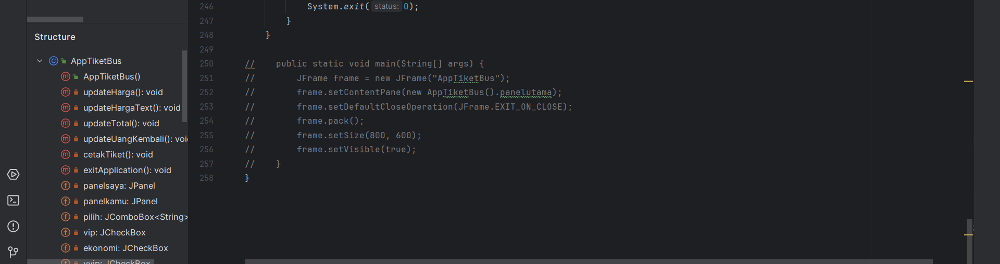 Structure
AppTiketBus
AppTiketBus()
updateHarga(): void
updateHargaText(): void
updateTotal(): void
updateUangKembali(): voi
cetakTiket(): void
exitApplication(): void
panelsaya: JPanel
panelkamu: JPanel
pilih: JComboBox<String>
vip: JCheckBox
ekonomi: JCheckBox
vvip: JCheckBox
246 System.exit( status: 0);
247 }
248 }
249
250 // public static void main(String[] args) {
251 // JFrame frame = new JFrame("AppTiketBus");
252 // frame.setContentPane(new AppTiketBus().panelutama);
253 // frame.setDefaultCloseOperation(JFrame.EXIT_ON_CLOSE);
254 // frame.pack();
255 // frame.setSize(800, 600);
256 // frame.setVisible(true);
257 // }
258 }